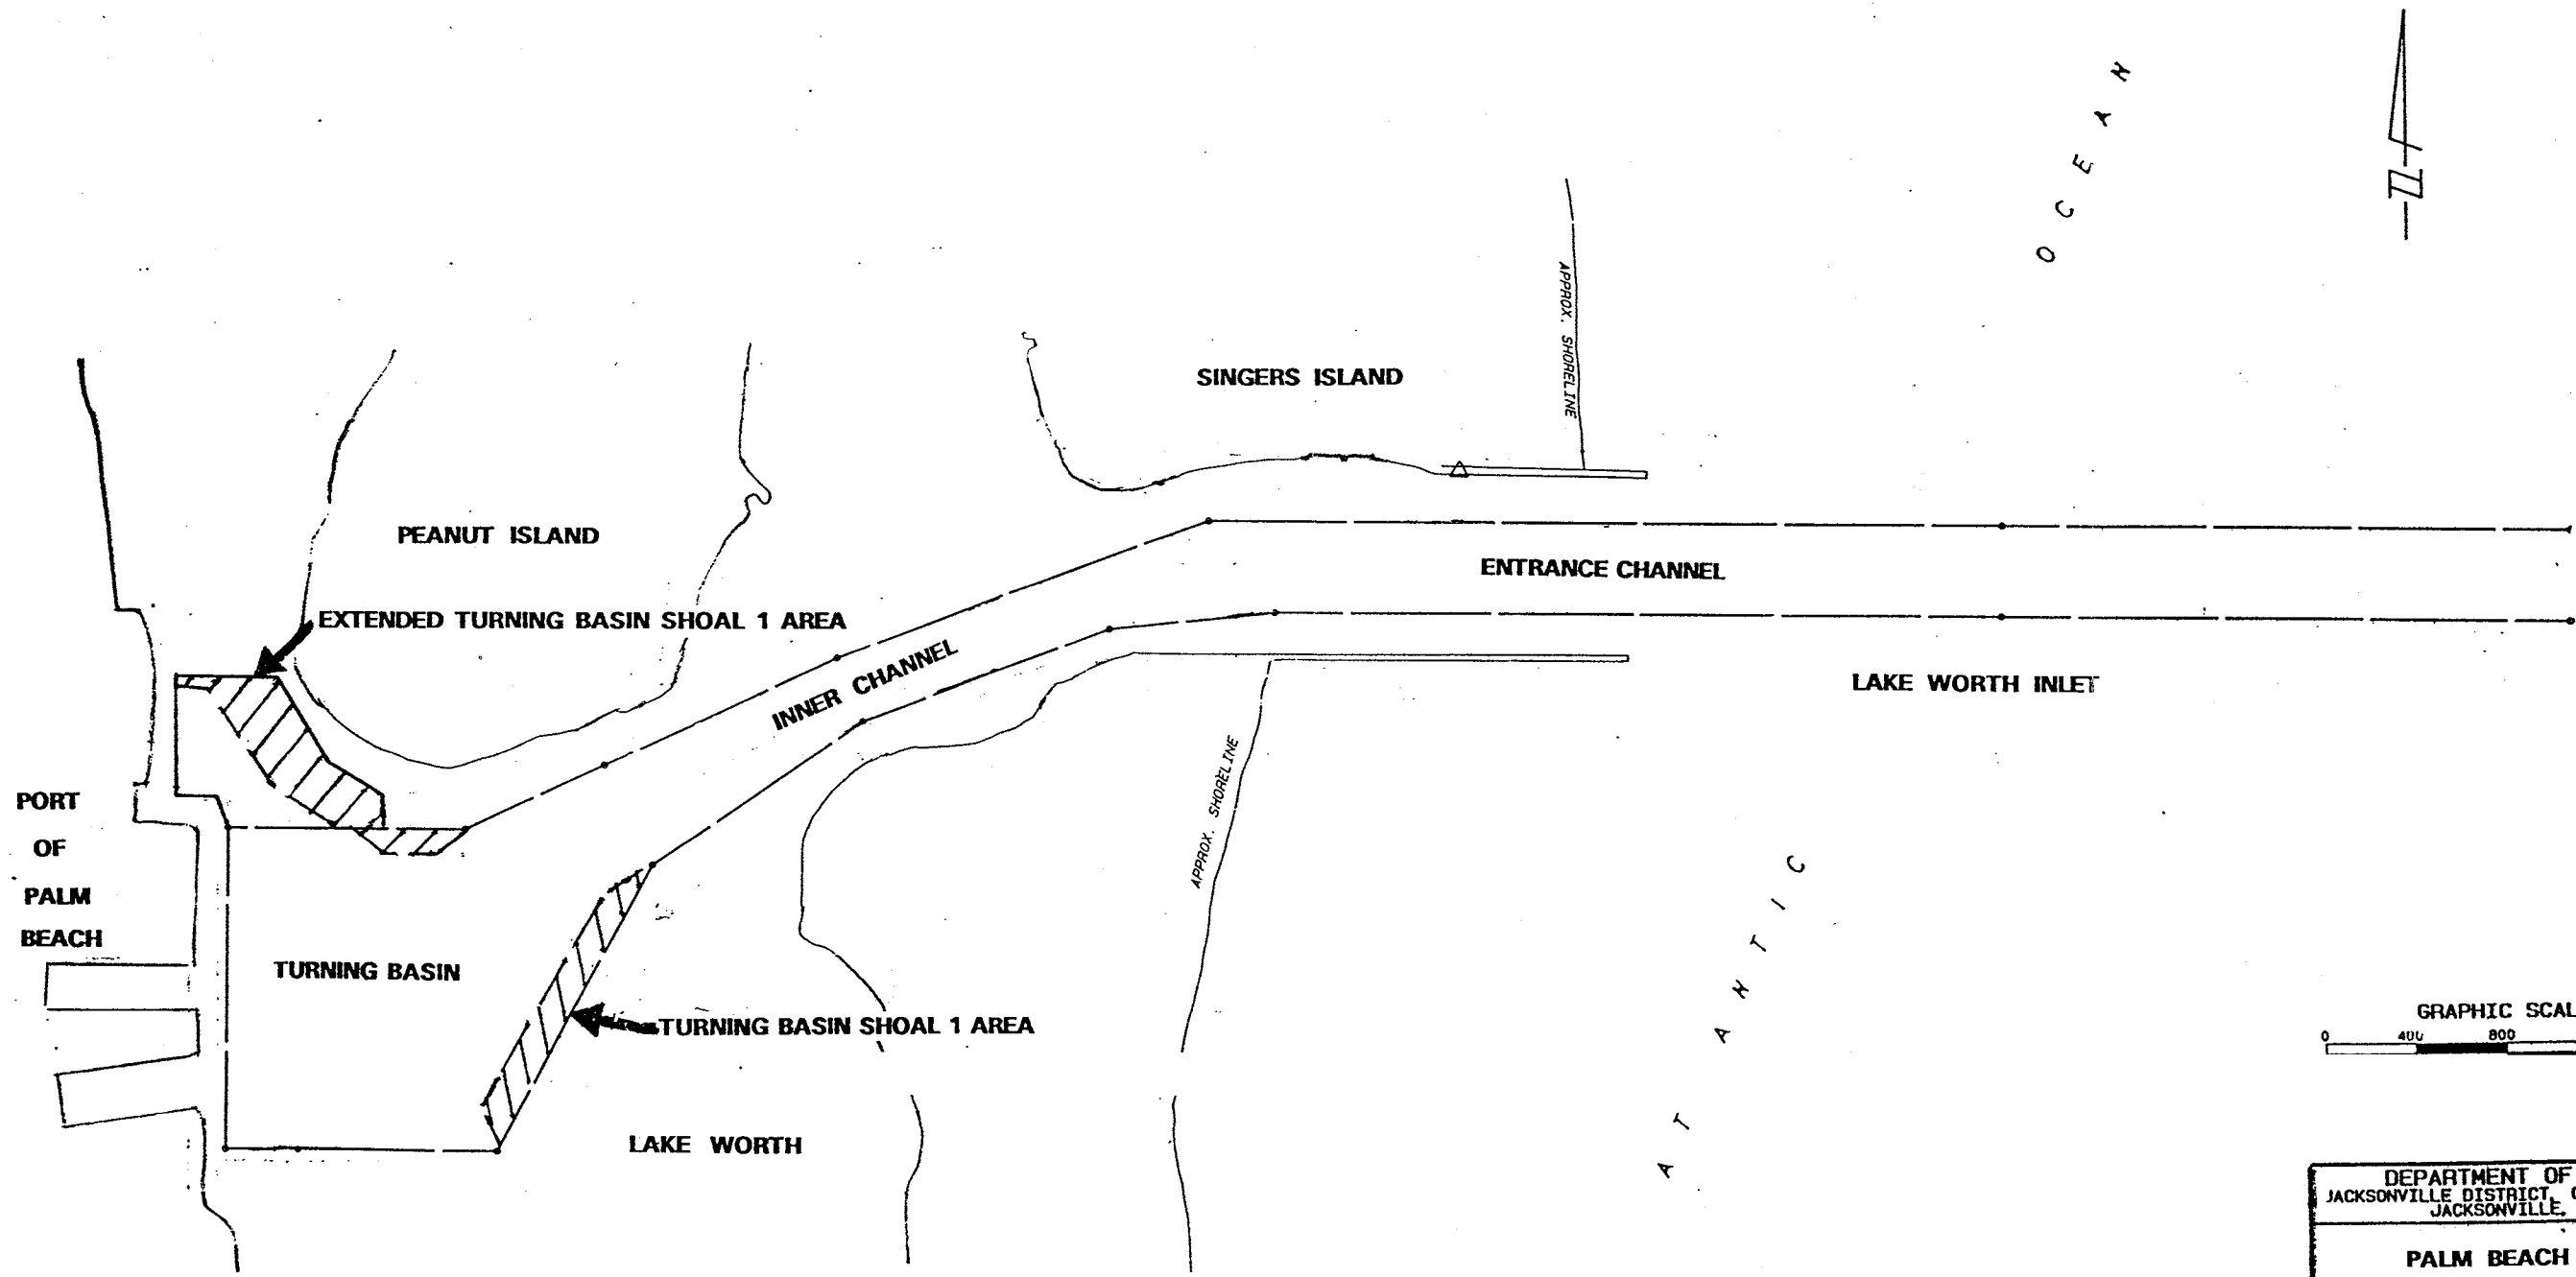 N
OCEAN
APPROX. SHORELINE
SINGERS ISLAND
PEANUT ISLAND
ENTRANCE CHANNEL
EXTENDED TURNING BASIN SHOAL 1 AREA
INNER CHANNEL
LAKE WORTH INLET
APPROX. SHORELINE
PORT
OF
PALM
BEACH
TURNING BASIN
TURNING BASIN SHOAL 1 AREA
LAKE WORTH
AT ANTIC
GRAPHIC SCAL
0 400 800
DEPARTMENT OF
JACKSONVILLE DISTRICT, C
JACKSONVILLE,
PALM BEACH